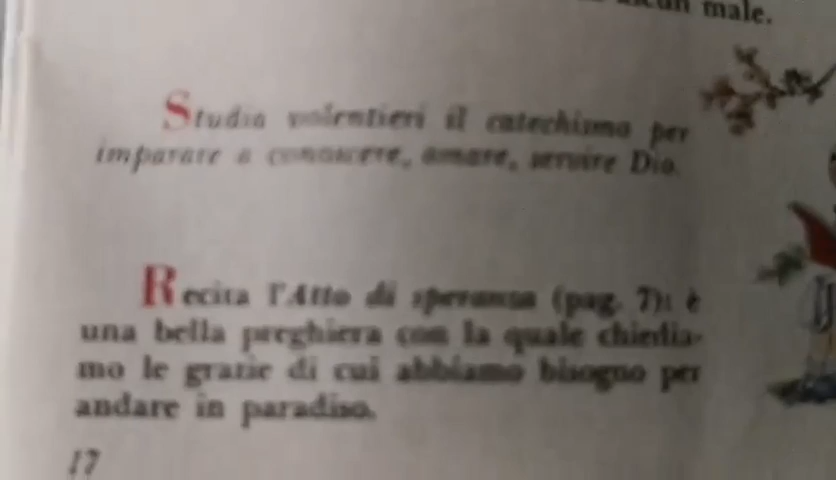 alcun male.
Studia volentieri il catechismo per
imparare a conoscere, amare, servire Dio.
Recita l'Atto di speranza (pag. 7): è
una bella preghiera con la quale chiedia-
mo le grazie di cui abbiamo bisogno per
andare in paradiso.
17